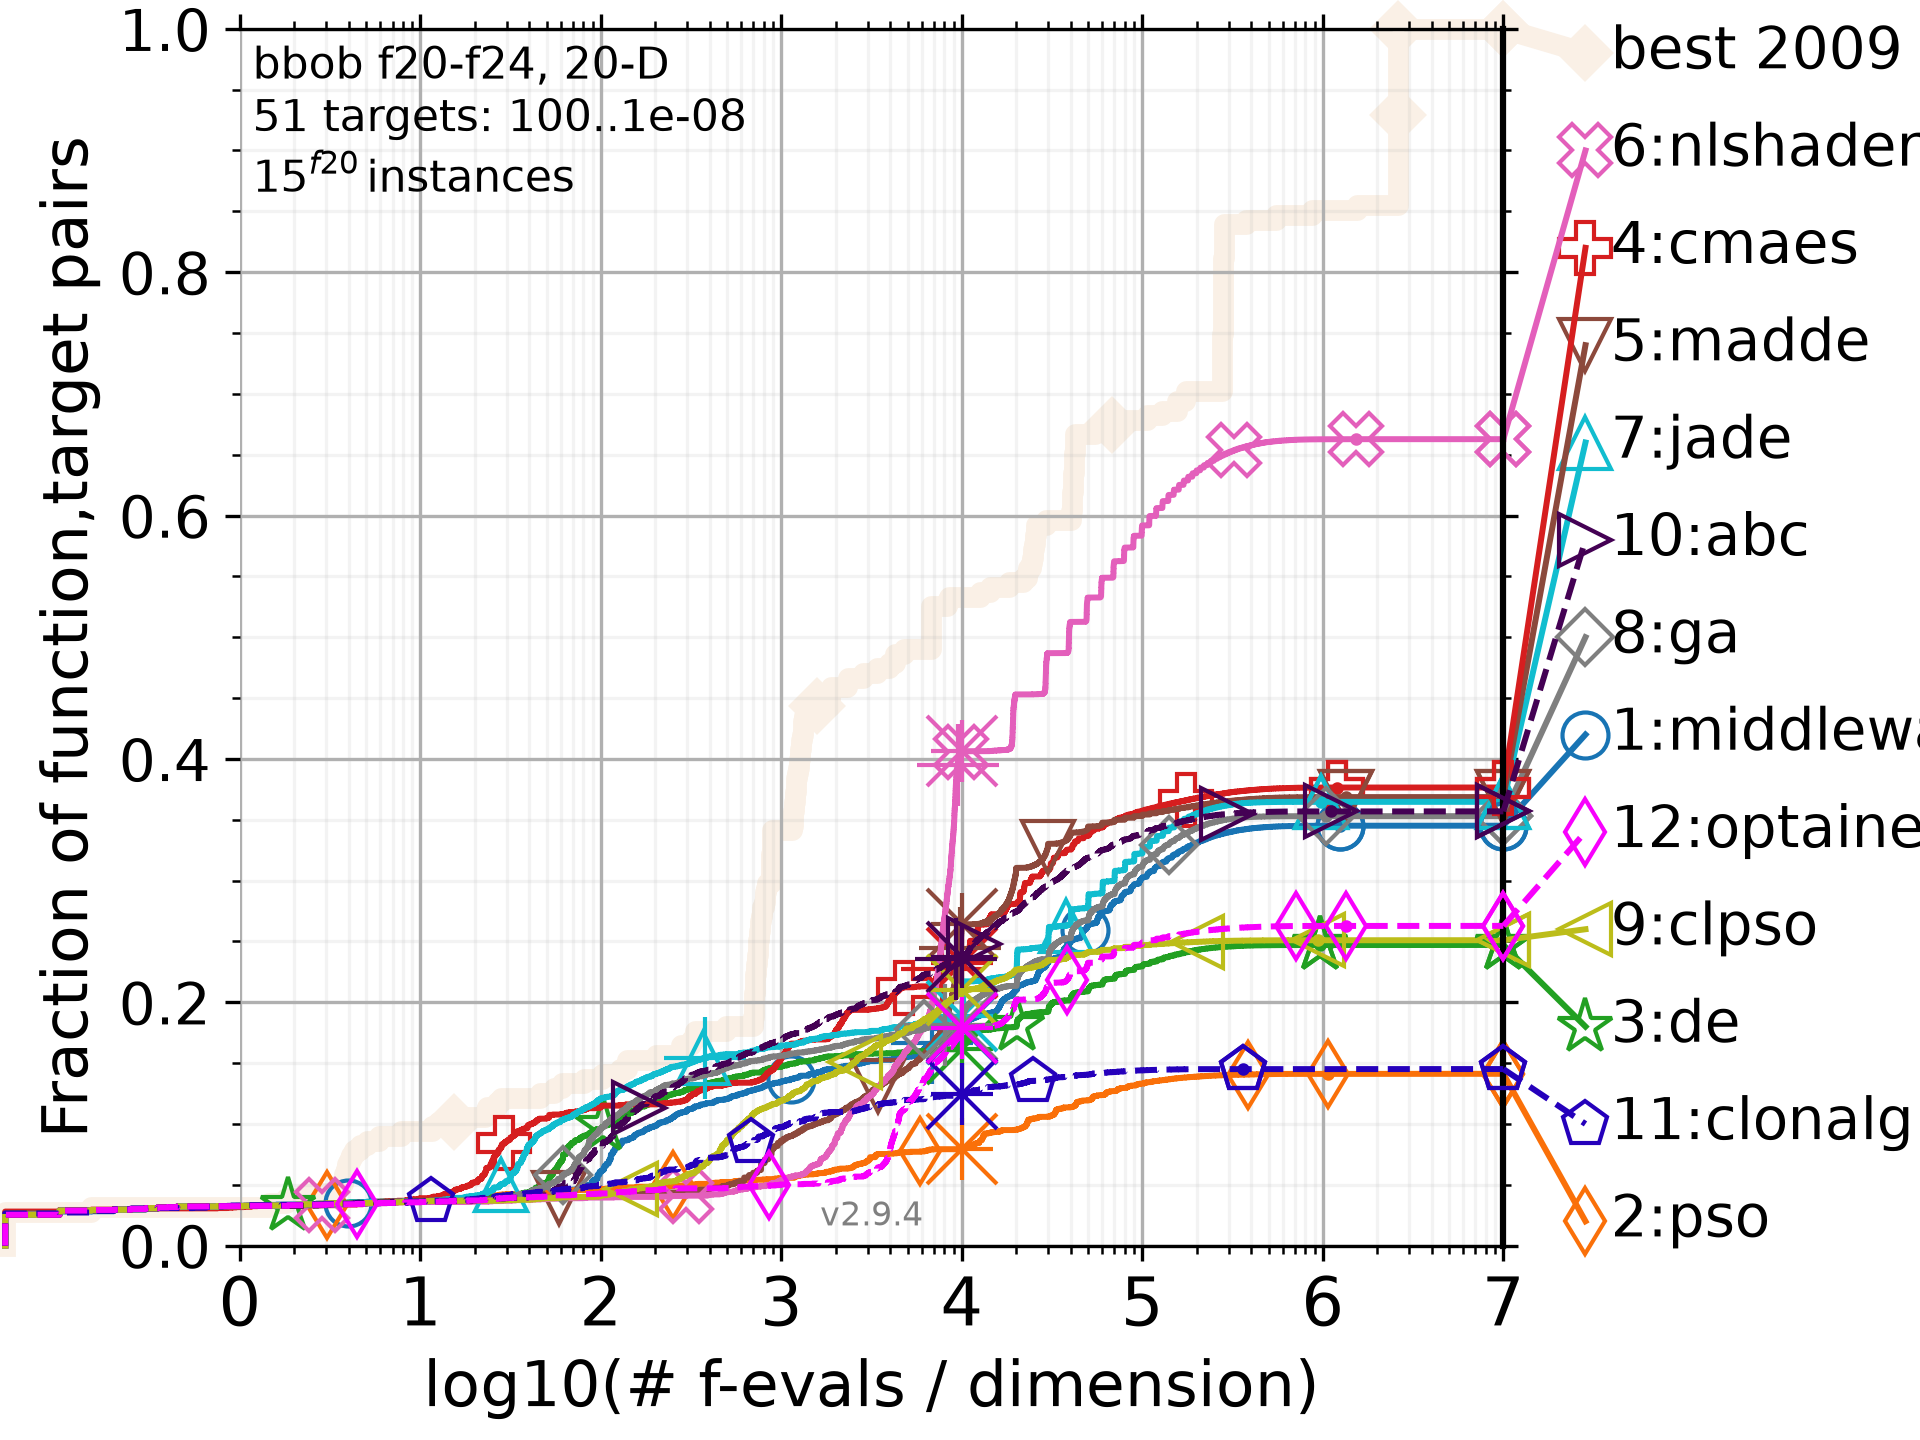 1.0
0.8
0.6
0.4
0.2
0.0
Fraction of function,target pairs
bbob f20-f24, 20-D
51 targets: 100..1e-08
15f20 instances
v2.9.4
0 1 2 3 4 5 6 7
log10(# f-evals / dimension)
best 2009
6:nlshader
4:cmaes
5:madde
7:jade
10:abc
8:ga
1:middlewa
12:optaine
9:clpso
3:de
11:clonalg
2:pso